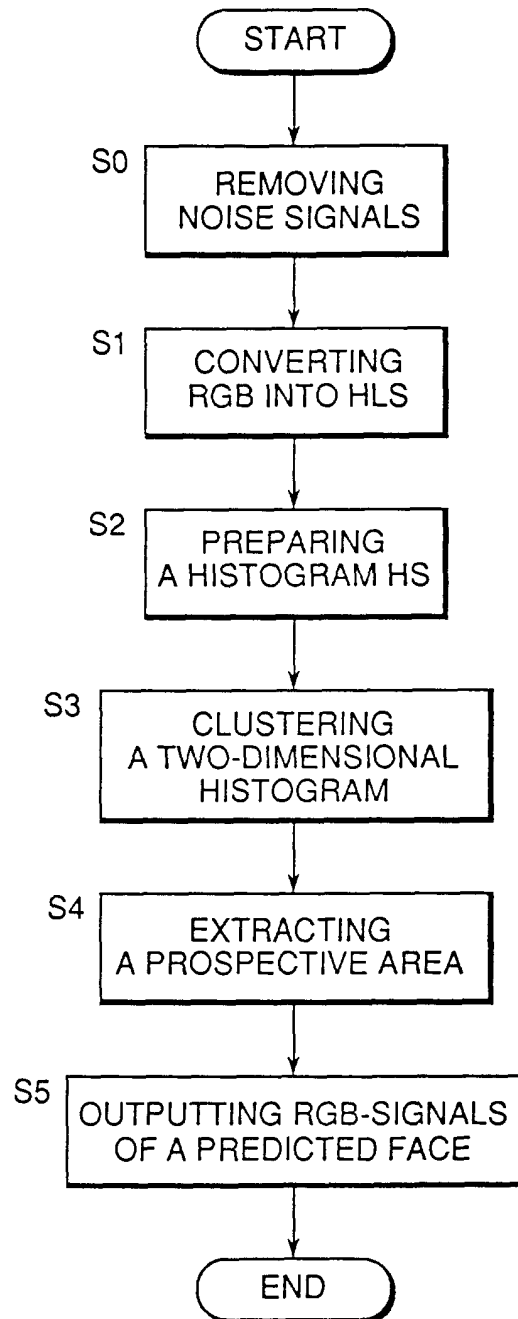 START
S0
REMOVING
NOISE SIGNALS
S1
CONVERTING
RGB INTO HLS
S2
PREPARING
A HISTOGRAM HS
S3
CLUSTERING
A TWO-DIMENSIONAL
HISTOGRAM
S4
EXTRACTING
A PROSPECTIVE AREA
S5
OUTPUTTING RGB-SIGNALS
OF A PREDICTED FACE
END